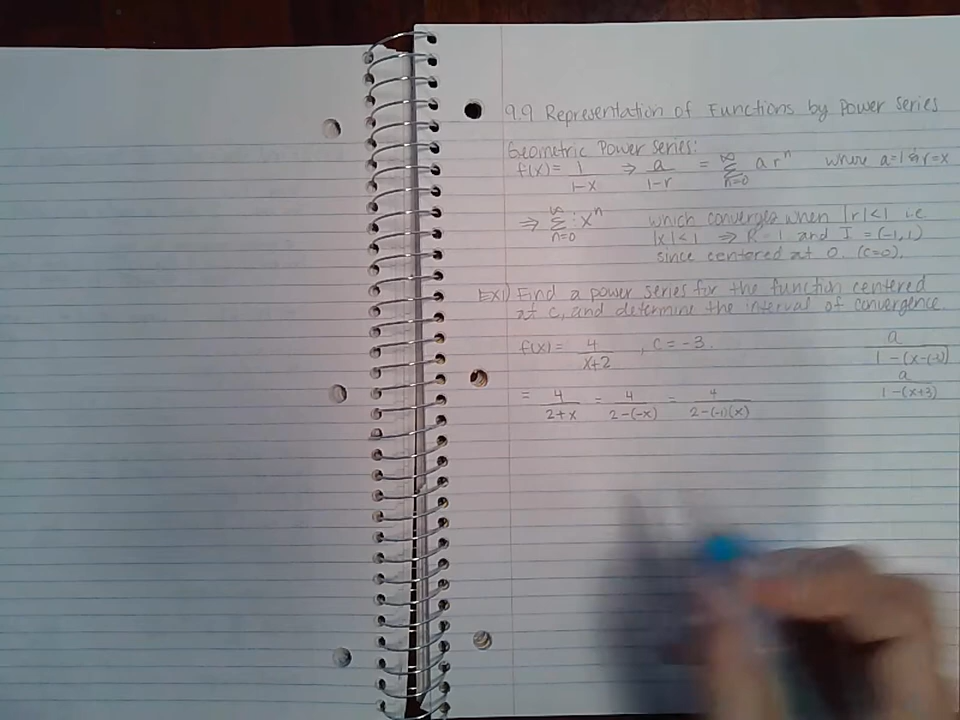 9.9 Representation of Functions by Power Series
Geometric Power Series:
f(x) = 1/(1-x) ⇒ a/(1-r) = ∞Σn=0 a r^n where a=1 & r=x
⇒ ∞Σn=0 x^n which converges when |r|<1 i.e
|x|<1 ⇒ R=1 and I=(-1,1)
since centered at 0. (c=0).
EX1) Find a power series for the function centered
at c, and determine the interval of convergence.
f(x) = 4/(x+2), c=-3.
a/(1-(x-(-3)))
a/(1-(x+3))
= 4/(2+x) = 4/(2-(-x)) = 4/(2-(-1)(x))